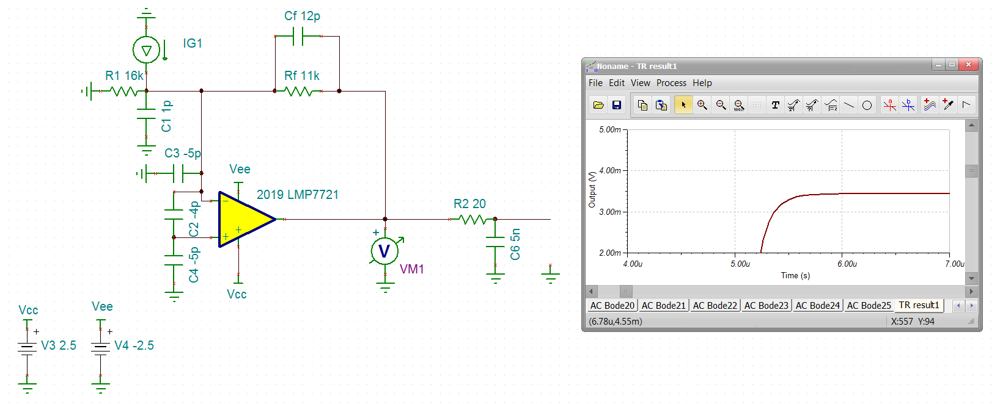 Cf 12p
IG1
R1 16k
Rf 11k
C1 1p
C3 -5p
Vee
2019 LMP7721
C2 -4p
R2 20
C4 -5p
C6 5n
V
VM1
Vcc
Vcc
Vee
V3 2.5
V4 -2.5
Noname - TR result1
File Edit View Process Help
100%
T
a
b
5.00m
4.00m
3.00m
2.00m
Output (V)
4.00u 5.00u 6.00u 7.00u
Time (s)
AC Bode20 AC Bode21 AC Bode22 AC Bode23 AC Bode24 AC Bode25 TR result1
(6.78u,4.55m) X:557 Y:94